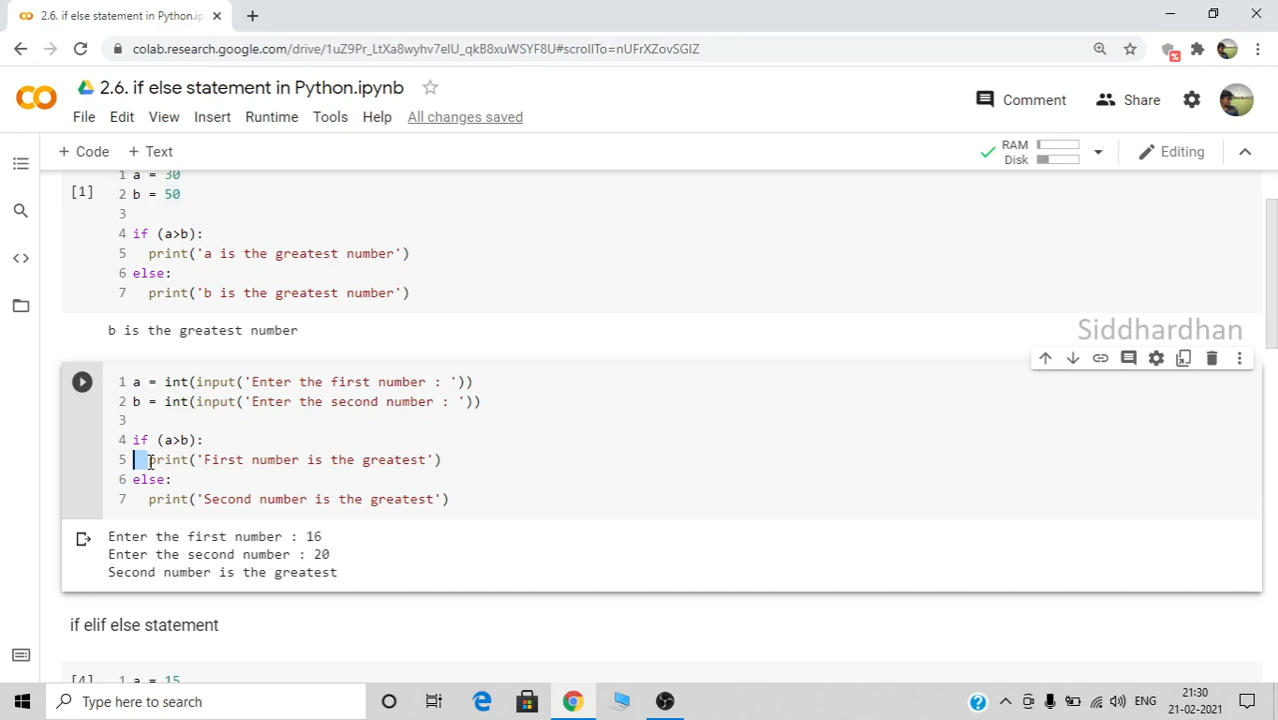 2.6. if else statement in Python.ip
colab.research.google.com/drive/1uZ9Pr_LtXa8wyhv7eIU_qkB8xuWSYF8U#scrollTo=nUFrXZovSGIZ
2.6. if else statement in Python.ipynb
File Edit View Insert Runtime Tools Help All changes saved
Comment Share
+ Code + Text
RAM
Disk
Editing
1 a = 30
[1] 2 b = 50
3
4 if (a>b):
5 print('a is the greatest number')
6 else:
7 print('b is the greatest number')
b is the greatest number
Siddhardhan
1 a = int(input('Enter the first number : '))
2 b = int(input('Enter the second number : '))
3
4 if (a>b):
5 print('First number is the greatest')
6 else:
7 print('Second number is the greatest')
Enter the first number : 16
Enter the second number : 20
Second number is the greatest
if elif else statement
[4] 1 a = 15
Type here to search
ENG
21:30
21-02-2021